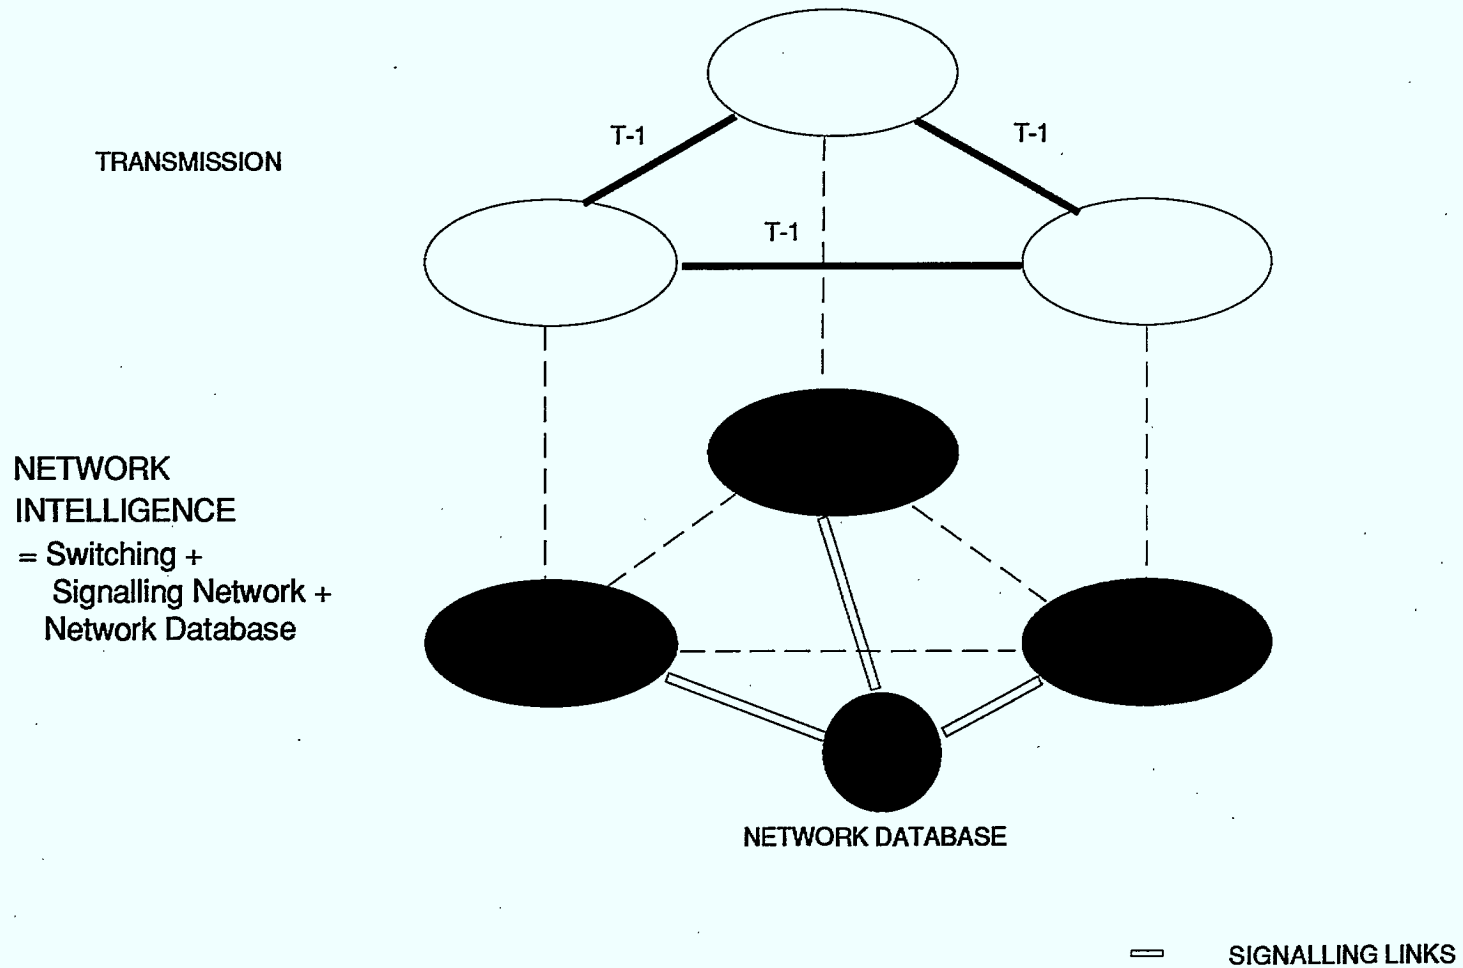 T-1
T-1
TRANSMISSION
T-1
NETWORK
INTELLIGENCE
= Switching +
Signalling Network +
Network Database
NETWORK DATABASE
SIGNALLING LINKS